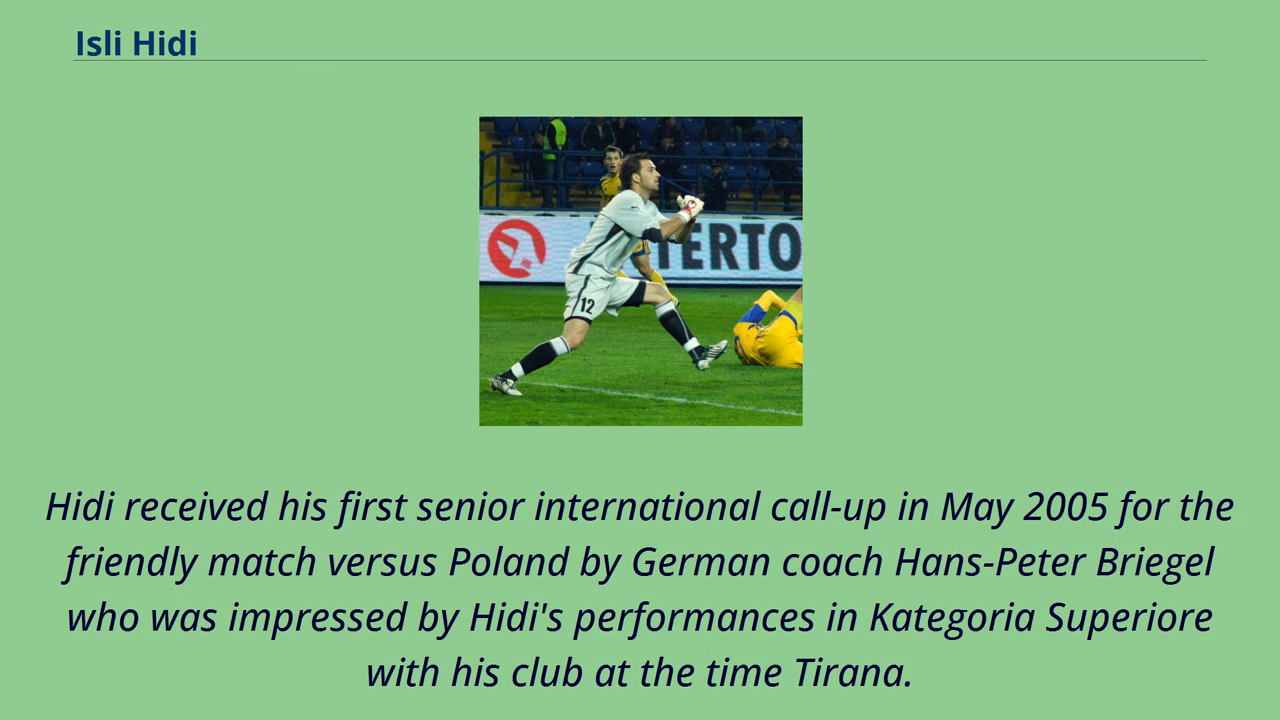 Isli Hidi
TERTO
12
Hidi received his first senior international call-up in May 2005 for the
friendly match versus Poland by German coach Hans-Peter Briegel
who was impressed by Hidi's performances in Kategoria Superiore
with his club at the time Tirana.